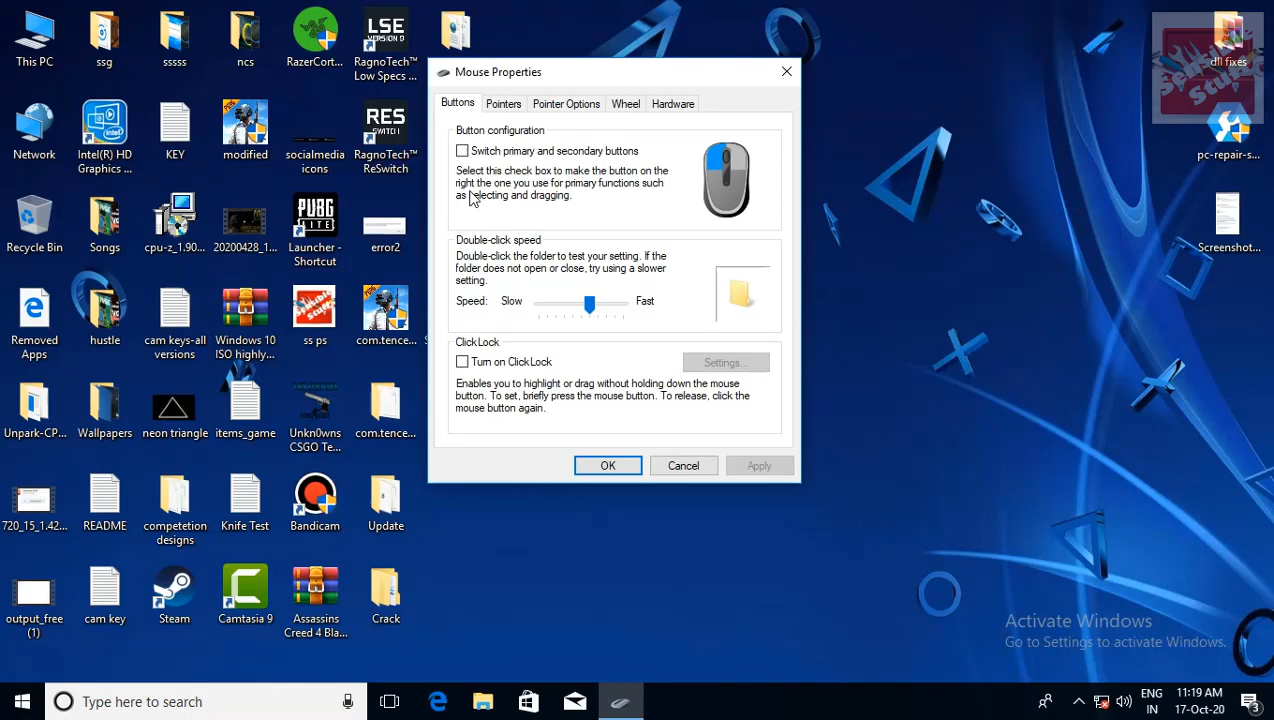 This PC
ssg
sssss
ncs
RazerCort...
RagnoTech™
Low Specs ...
LSE
Mouse Properties
Buttons
Pointers
Pointer Options
Wheel
Hardware
Button configuration
Switch primary and secondary buttons
Select this check box to make the button on the
right the one you use for primary functions such
as selecting and dragging.
Double-click speed
Double-click the folder to test your setting. If the
folder does not open or close, try using a slower
setting.
Speed:
Slow
Fast
ClickLock
Turn on ClickLock
Settings...
Enables you to highlight or drag without holding down the mouse
button. To set, briefly press the mouse button. To release, click the
mouse button again.
OK
Cancel
Apply
dll fixes
pc-repair-s...
Screenshot...
Network
Intel(R) HD
Graphics ...
KEY
modified
socialmedia
icons
RES
SWITCH
RagnoTech™
ReSwitch
Recycle Bin
Songs
cpu-z_1.90...
20200428_1...
PUBG
LITE
Launcher -
Shortcut
error2
Removed
Apps
hustle
cam keys-all
versions
Windows 10
ISO highly...
ss ps
com.tence...
Unpark-CP...
Wallpapers
neon triangle
items_game
Unkn0wns
CSGO Te...
com.tence...
720_15_1.42...
README
competetion
designs
Knife Test
Bandicam
Update
output_free
(1)
cam key
Steam
Camtasia 9
Assassins
Creed 4 Bla...
Crack
Activate Windows
Go to Settings to activate Windows.
Type here to search
ENG
IN
11:19 AM
17-Oct-20
3